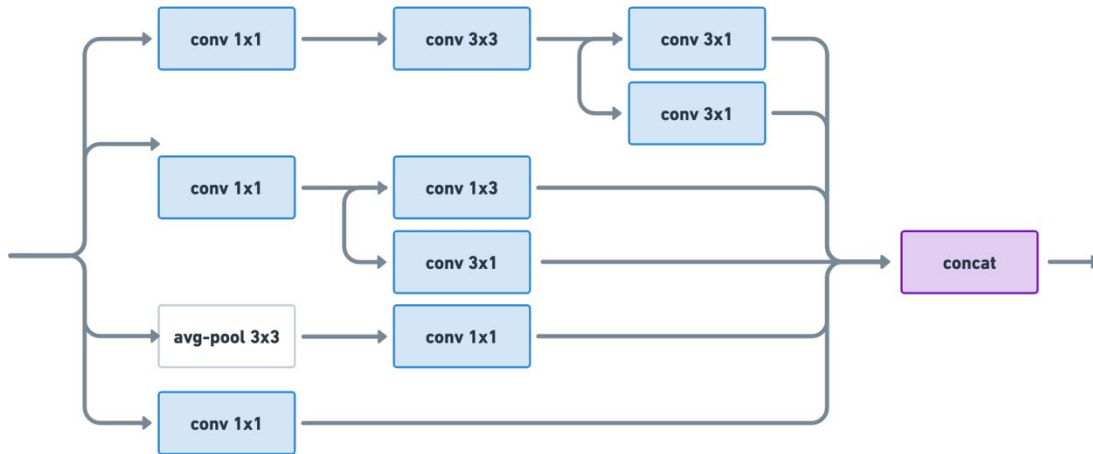 conv 1x1
conv 3x3
conv 3x1
conv 3x1
conv 1x1
conv 1x3
conv 3x1
concat
avg-pool 3x3
conv 1x1
conv 1x1